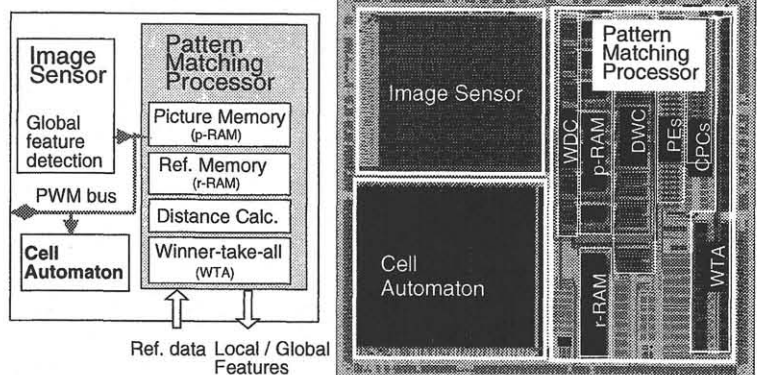 Image
Sensor
Global
feature
detection
PWM bus
Cell
Automaton
Pattern
Matching
Processor
Picture Memory
(p-RAM)
Ref. Memory
(r-RAM)
Distance Calc.
Winner-take-all
(WTA)
Ref. data
Local / Global
Features
Image Sensor
Cell
Automaton
Pattern
Matching
Processor
WDC
p-RAM
DWC
PEs
CPCs
r-RAM
WTA